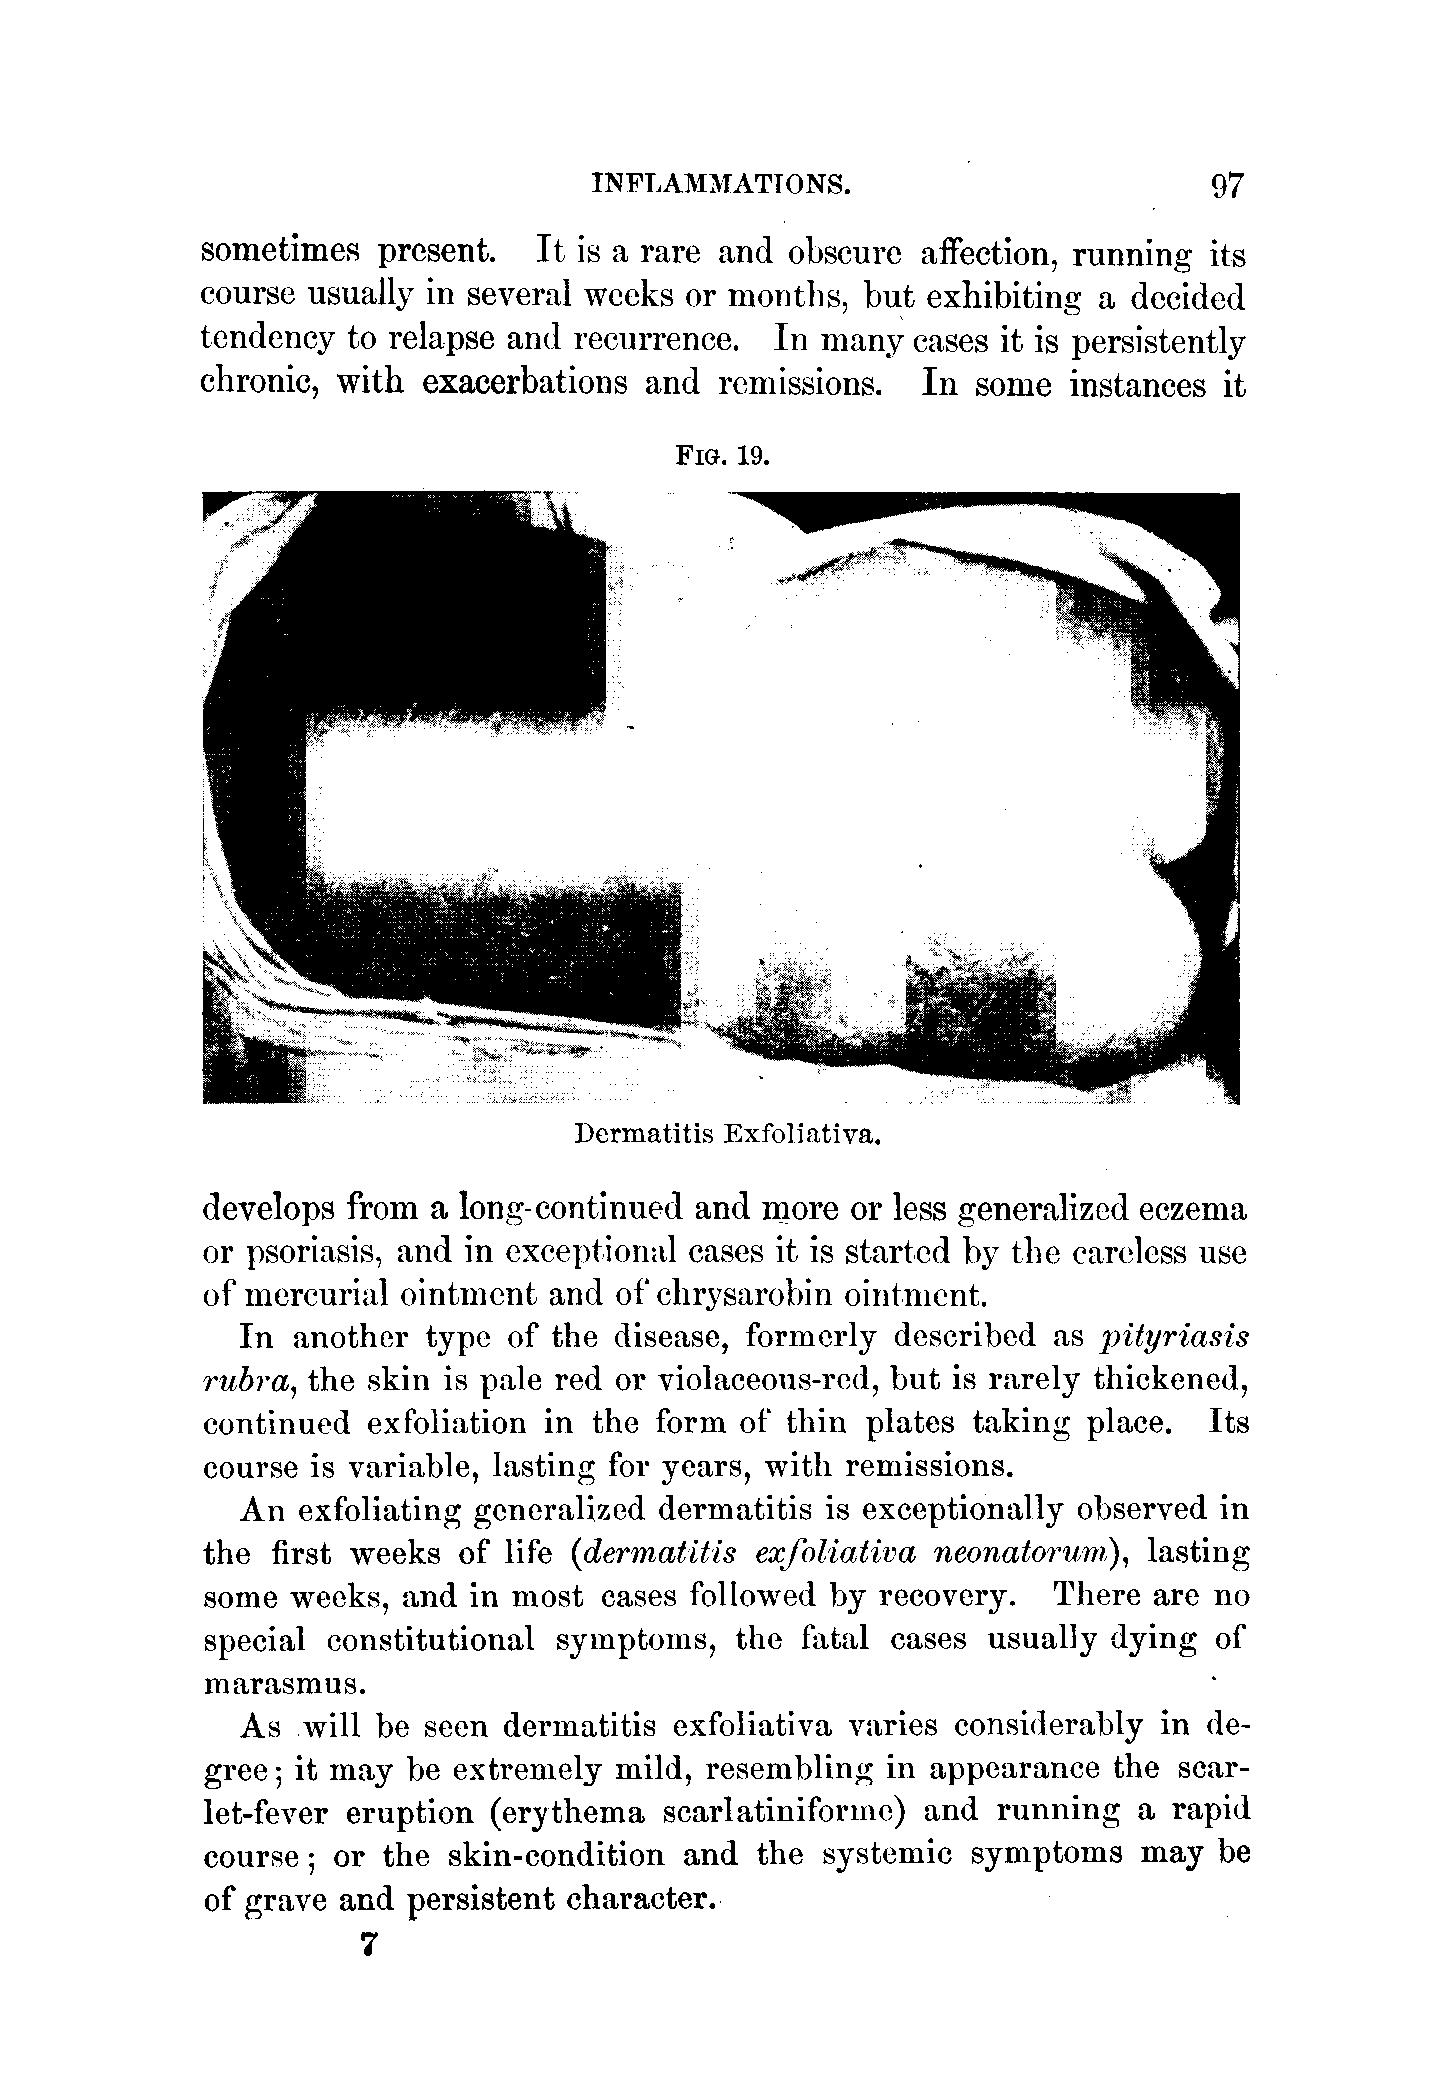 INFLAMMATIONS. 97
sometimes present. It is a rare and obscure affection, running its
course usually in several weeks or months, but exhibiting a decided
tendency to relapse and recurrence. In many cases it is persistently
chronic, with exacerbations and remissions. In some instances it
FIG. 19.
Dermatitis Exfoliativa.
develops from a long-continued and more or less generalized eczema
or psoriasis, and in exceptional cases it is started by the careless use
of mercurial ointment and of chrysarobin ointment.
In another type of the disease, formerly described as pityriasis
rubra, the skin is pale red or violaceous-red, but is rarely thickened,
continued exfoliation in the form of thin plates taking place. Its
course is variable, lasting for years, with remissions.
An exfoliating generalized dermatitis is exceptionally observed in
the first weeks of life (dermatitis exfoliativa neonatorum), lasting
some weeks, and in most cases followed by recovery. There are no
special constitutional symptoms, the fatal cases usually dying of
marasmus.
As will be seen dermatitis exfoliativa varies considerably in de-
gree; it may be extremely mild, resembling in appearance the scar-
let-fever eruption (erythema scarlatiniforme) and running a rapid
course; or the skin-condition and the systemic symptoms may be
of grave and persistent character.
7